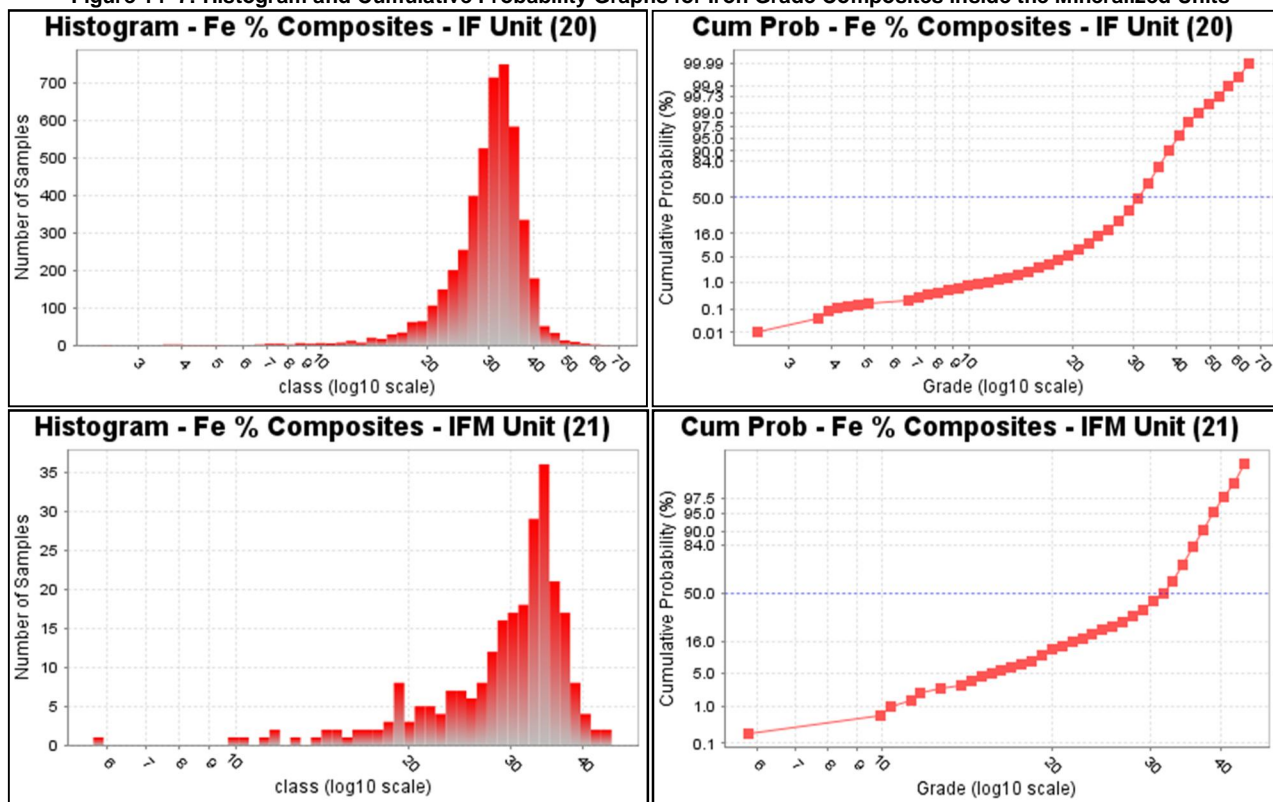 Figure Histogram and Cumulative Probability Graphs for Iron Grade Composites Inside the Mineralized Units
Histogram - Fe % Composites - IF Unit (20)
Number of Samples
700
600
500
400
300
200
100
0
3 4 5 6 7 8 9 10 20 30 40 50 60 70
class (log10 scale)
Cum Prob - Fe % Composites - IF Unit (20)
Cumulative Probability (%)
99.99
99.9
99.73
99.0
97.5
95.0
90.0
84.0
50.0
16.0
5.0
1.0
0.1
0.01
3 4 5 6 7 8 9 10 20 30 40 50 60 70
Grade (log10 scale)
Histogram - Fe % Composites - IFM Unit (21)
Number of Samples
35
30
25
20
15
10
5
0
6 7 8 9 10 20 30 40
class (log10 scale)
Cum Prob - Fe % Composites - IFM Unit (21)
Cumulative Probability (%)
97.5
95.0
90.0
84.0
50.0
16.0
5.0
1.0
0.1
6 7 8 9 10 20 30 40
Grade (log10 scale)